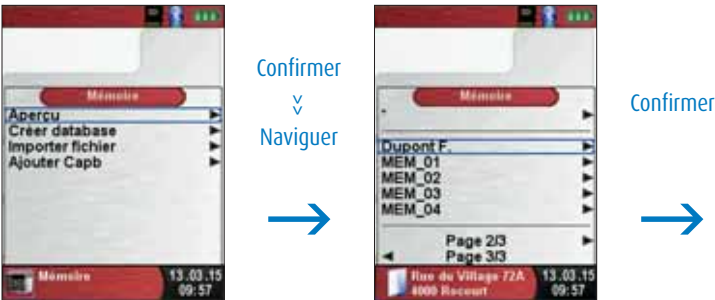 Mémoire
Aperçu
Créer database
Importer fichier
Ajouter Capb
Mémoire
13.03.15
09:57
Confirmer
Naviguer
Mémoire
-
Dupont F.
MEM_01
MEM_02
MEM_03
MEM_04
Page 2/3
Page 3/3
Rue du Village 72A
4000 Rocourt
13.03.15
09:57
Confirmer